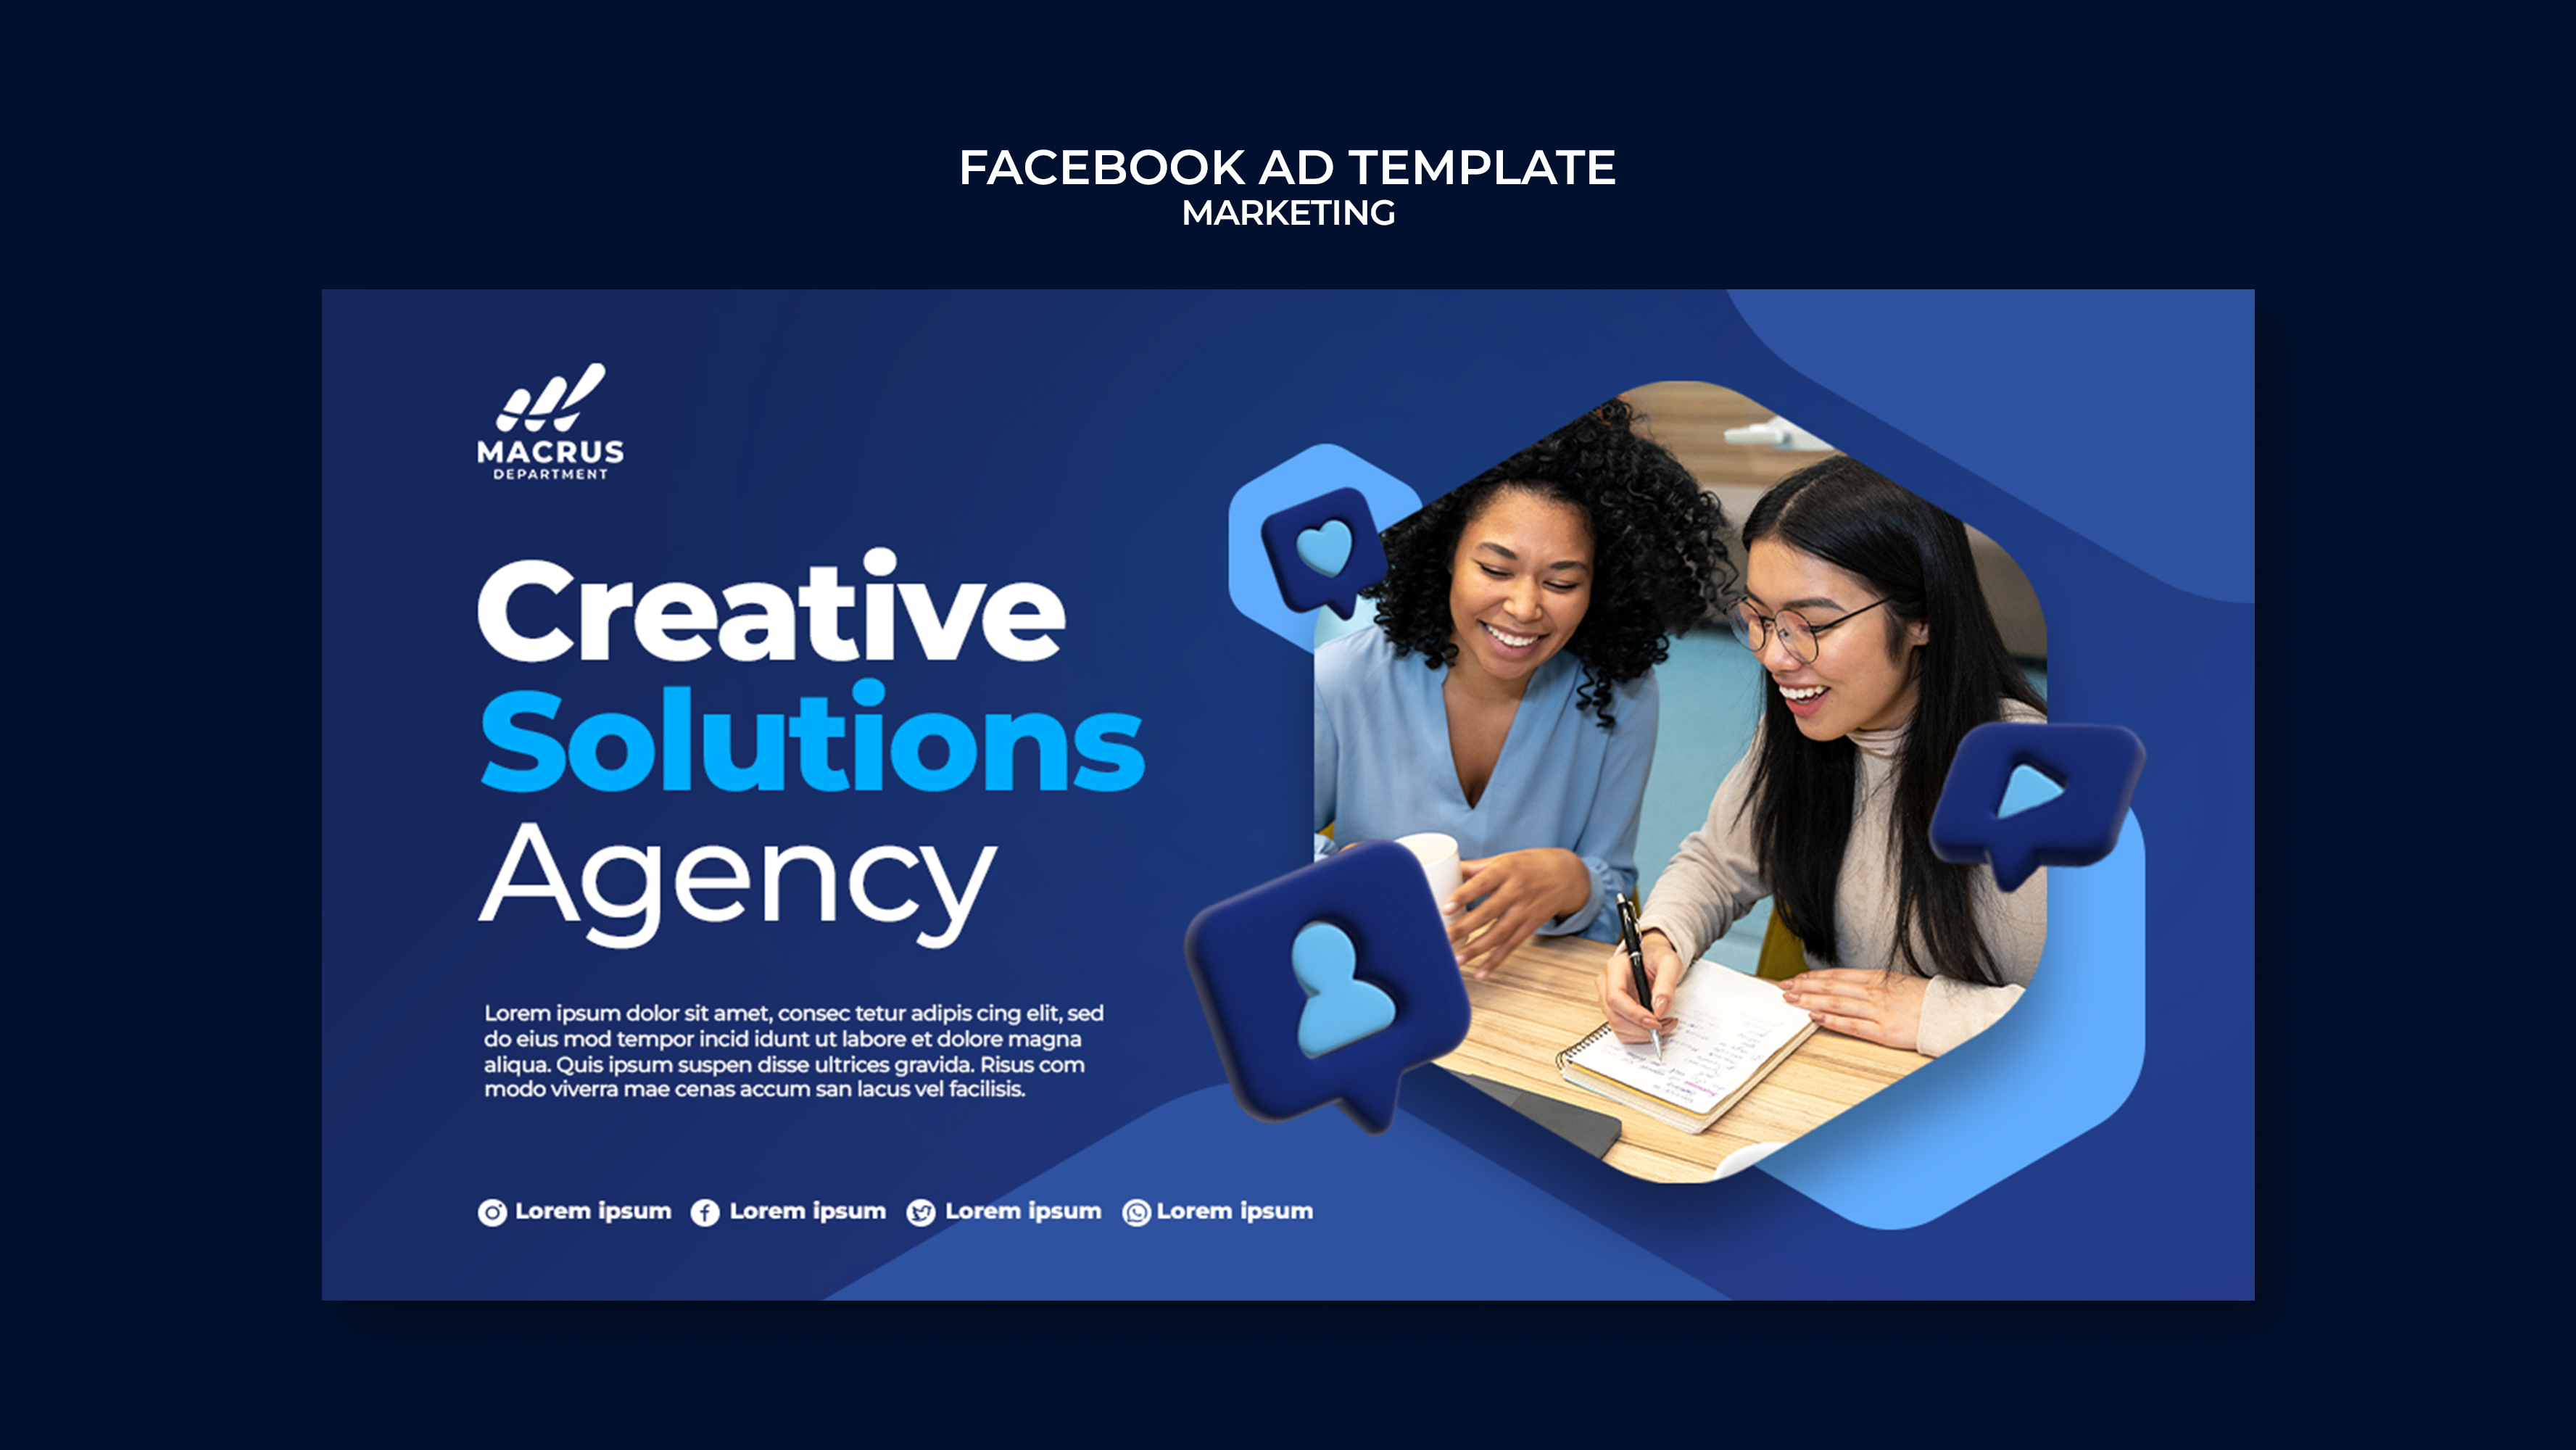 FACEBOOK AD TEMPLATE
MARKETING
MACRUS
DEPARTMENT
Creative
Solutions
Agency
Lorem ipsum dolor sit amet, consec tetur adipis cing elit, sed
do eius mod tempor incid idunt ut labore et dolore magna
aliqua. Quis ipsum suspen disse ultrices gravida. Risus com
modo viverra mae cenas accum san lacus vel facilisis.
Lorem ipsum Lorem ipsum Lorem ipsum Lorem ipsum